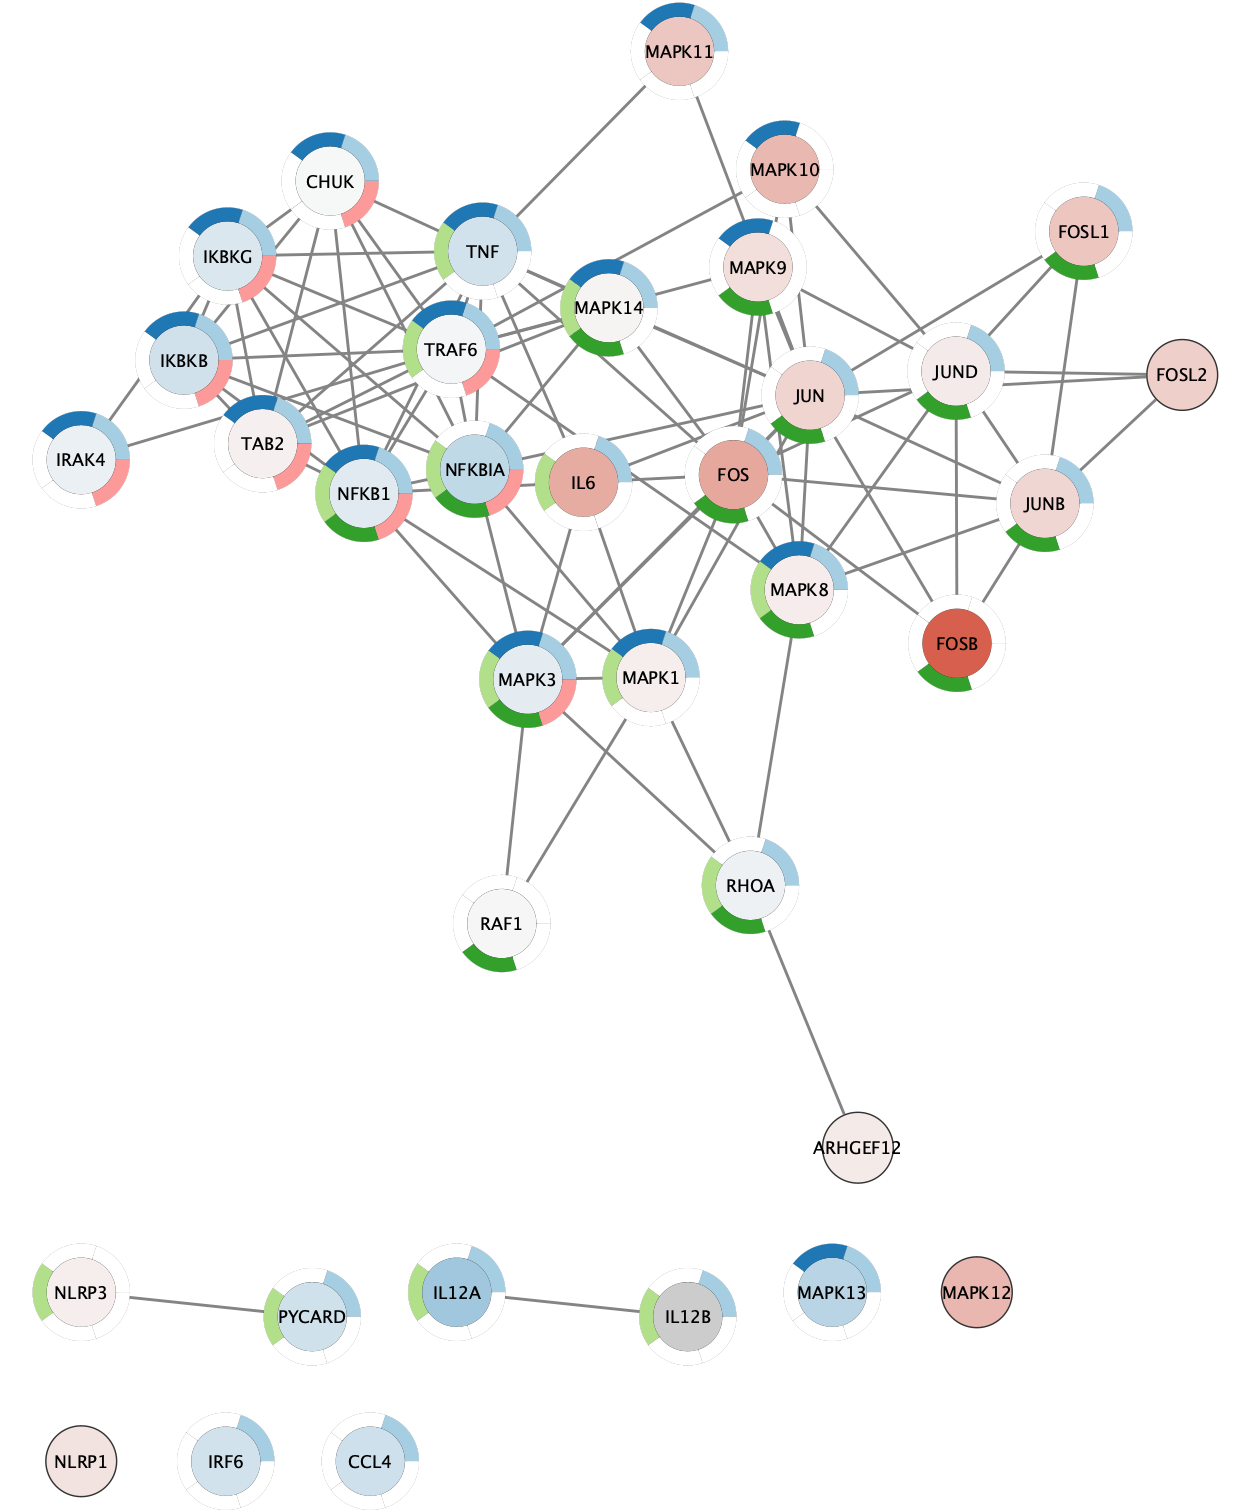 MAPK11
MAPK10
CHUK
FOSL1
IKBKG
TNF
MAPK9
MAPK14
TRAF6
IKBKB
JUND
FOSL2
JUN
TAB2
IRAK4
NFKBIA
FOS
IL6
NFKB1
JUNB
MAPK8
FOSB
MAPK3
MAPK1
RHOA
RAF1
ARHGEF12
NLRP3
IL12A
MAPK13
MAPK12
PYCARD
IL12B
NLRP1
IRF6
CCL4